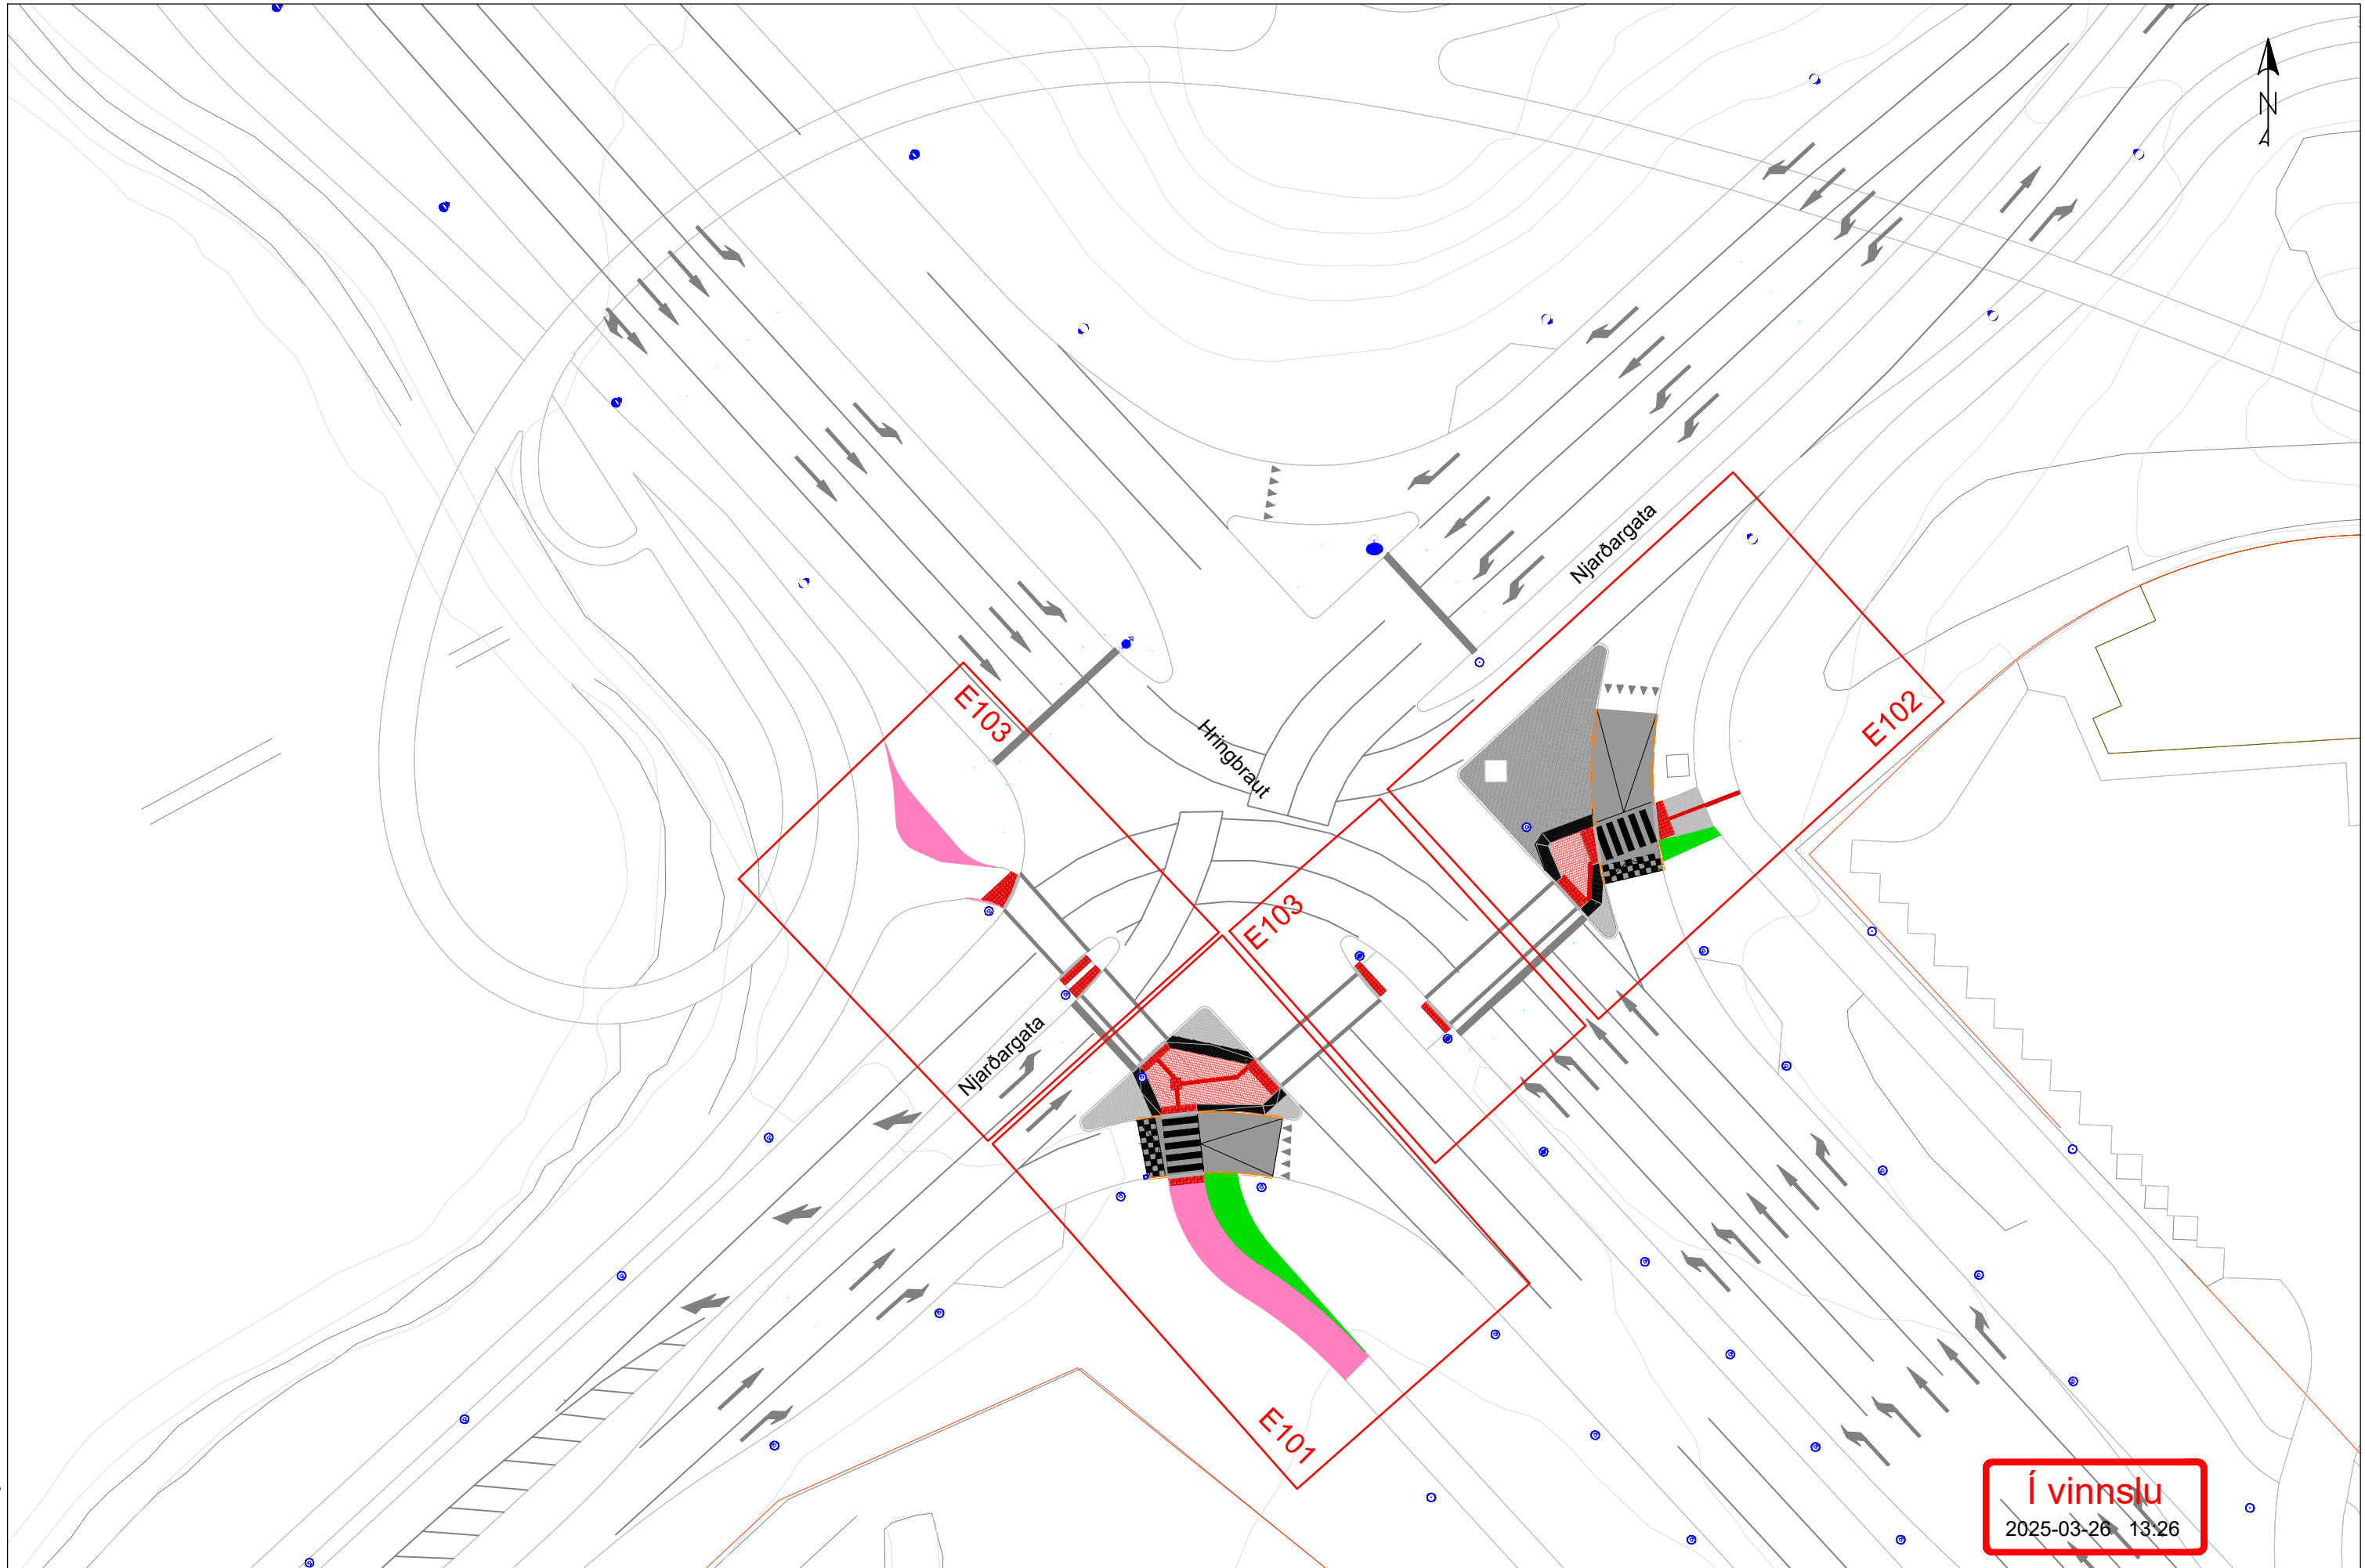 N
Njarðargata
E102
E103
Hringbraut
E103
Njarðargata
E101
Í vinnslu
2025-03-26 13:26